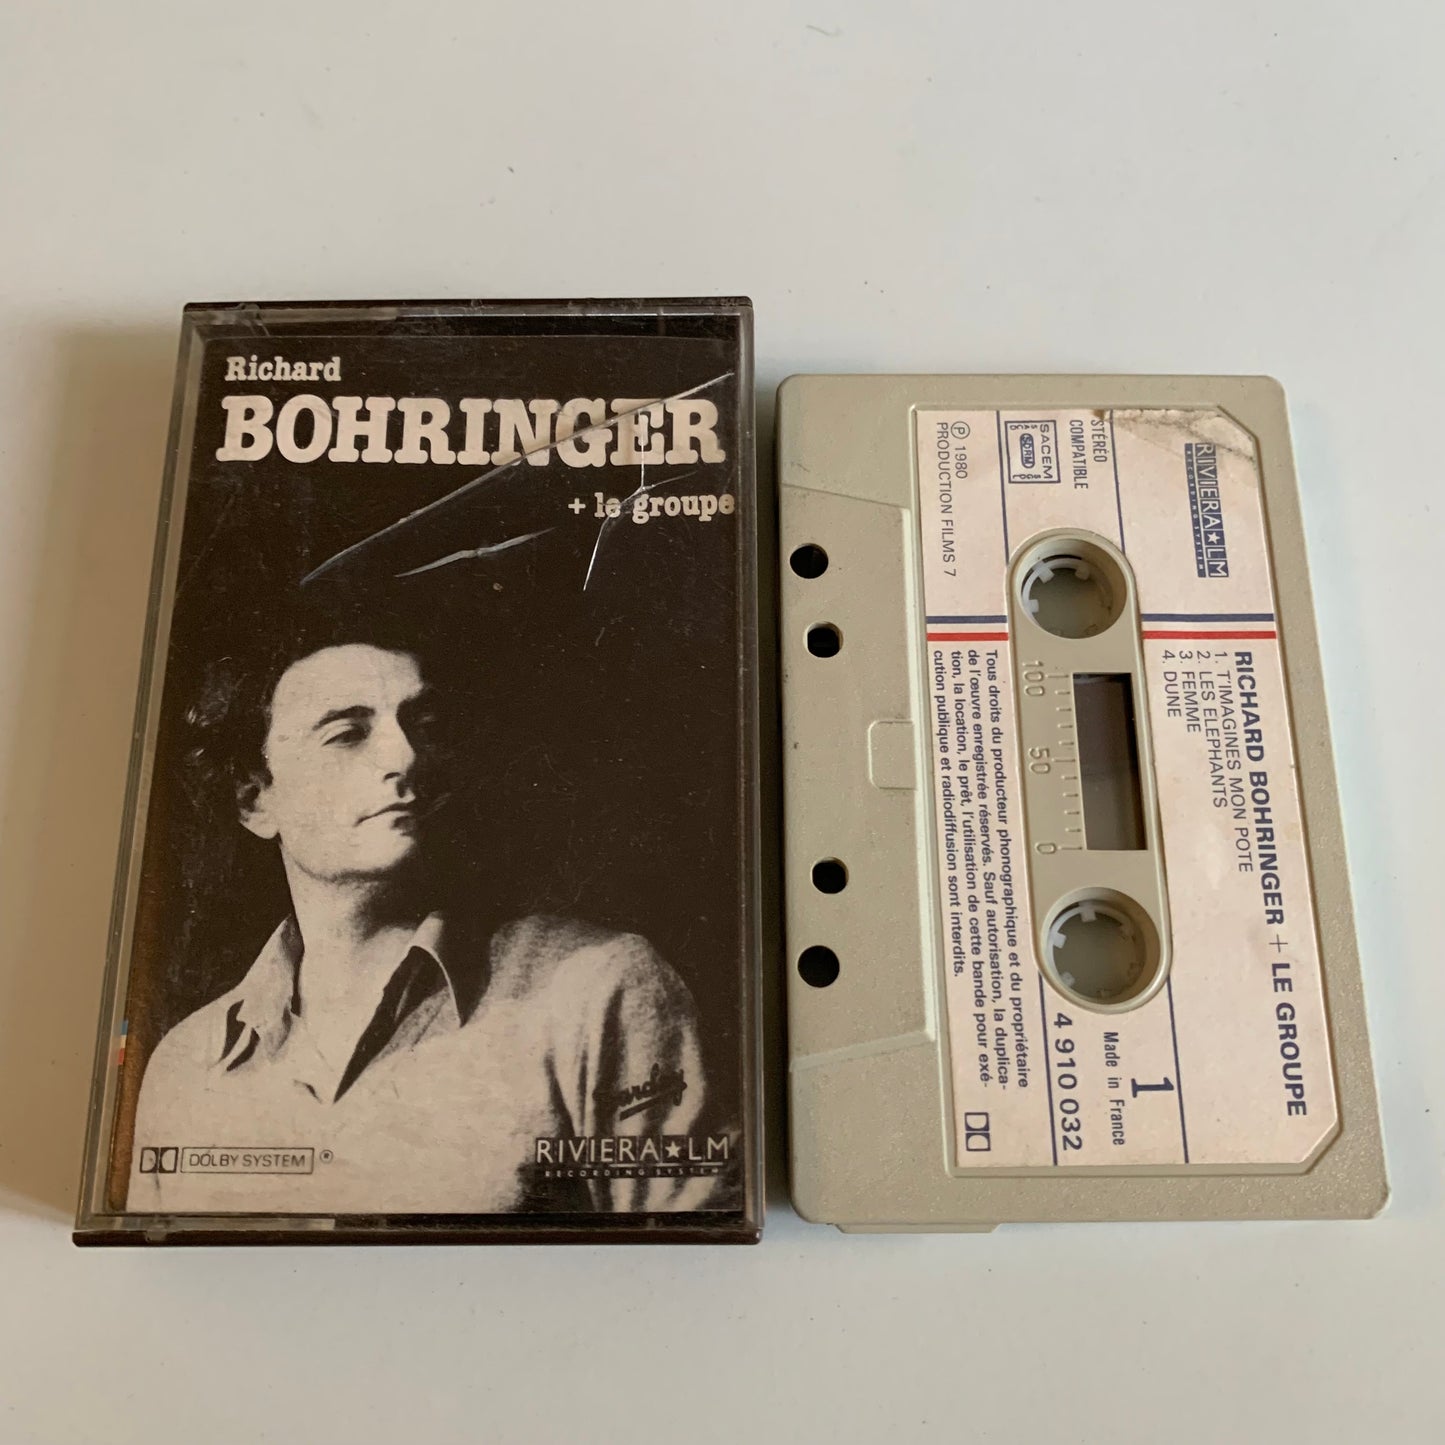 Richard
BOHRINGER
+ le groupe
DOLBY SYSTEM ®
RIVIERA★LM
RECORDING SYSTEM
RIVIERA★LM
RECORDING SYSTEM
STÉRÉO
COMPATIBLE
SACEM
SDRM
Ⓟ 1980
PRODUCTION FILMS 7
RICHARD BOHRINGER + LE GROUPE
1. T'IMAGINES MON POTE
2. LES ELEPHANTS
3. FEMME
4. DUNE
1
Made in France
4 910 032
100 50 0
Tous droits du producteur phonographique et du propriétaire
de l'œuvre enregistrée réservés. Sauf autorisation, la duplica-
tion, la location, le prêt, l'utilisation de cette bande pour exé-
cution publique et radiodiffusion sont interdits.